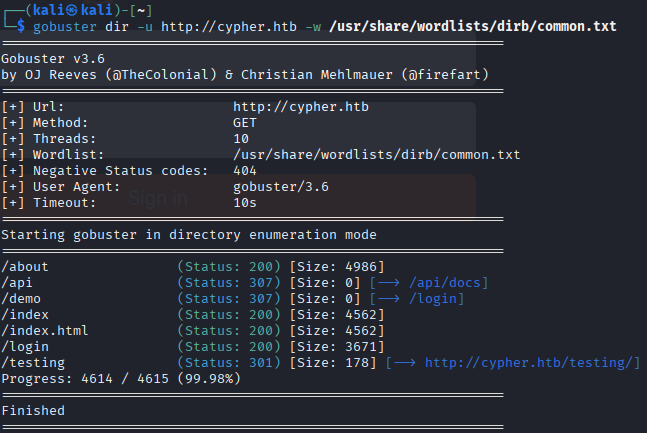 ┌──(kali㉿kali)-[~]
└─$ gobuster dir -u http://cypher.htb -w /usr/share/wordlists/dirb/common.txt
===============================================================
Gobuster v3.6
by OJ Reeves (@TheColonial) & Christian Mehlmauer (@firefart)
===============================================================
[+] Url:                     http://cypher.htb
[+] Method:                  GET
[+] Threads:                 10
[+] Wordlist:                /usr/share/wordlists/dirb/common.txt
[+] Negative Status codes:   404
[+] User Agent:              gobuster/3.6
Sign in
[+] Timeout:                 10s
===============================================================
Starting gobuster in directory enumeration mode
===============================================================
/about                (Status: 200) [Size: 4986]
/api                  (Status: 307) [Size: 0] [--> /api/docs]
/demo                 (Status: 307) [Size: 0] [--> /login]
/index                (Status: 200) [Size: 4562]
/index.html           (Status: 200) [Size: 4562]
/login                (Status: 200) [Size: 3671]
/testing              (Status: 301) [Size: 178] [--> http://cypher.htb/testing/]
Progress: 4614 / 4615 (99.98%)
===============================================================
Finished
===============================================================